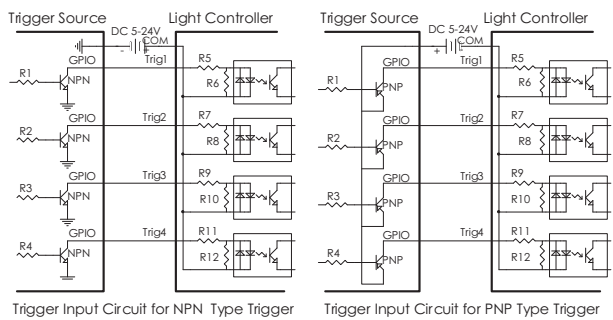 Trigger Source Light Controller
DC 5-24V
- + COM
GPIO Trig1 R5
R1 NPN R6
GPIO Trig2 R7
R2 NPN R8
GPIO Trig3 R9
R3 NPN R10
GPIO Trig4 R11
R4 NPN R12
Trigger Input Circuit for NPN Type Trigger
Trigger Source Light Controller
DC 5-24V
+ - COM
GPIO Trig1 R5
R1 PNP R6
GPIO Trig2 R7
R2 PNP R8
GPIO Trig3 R9
R3 PNP R10
GPIO Trig4 R11
R4 PNP R12
Trigger Input Circuit for PNP Type Trigger